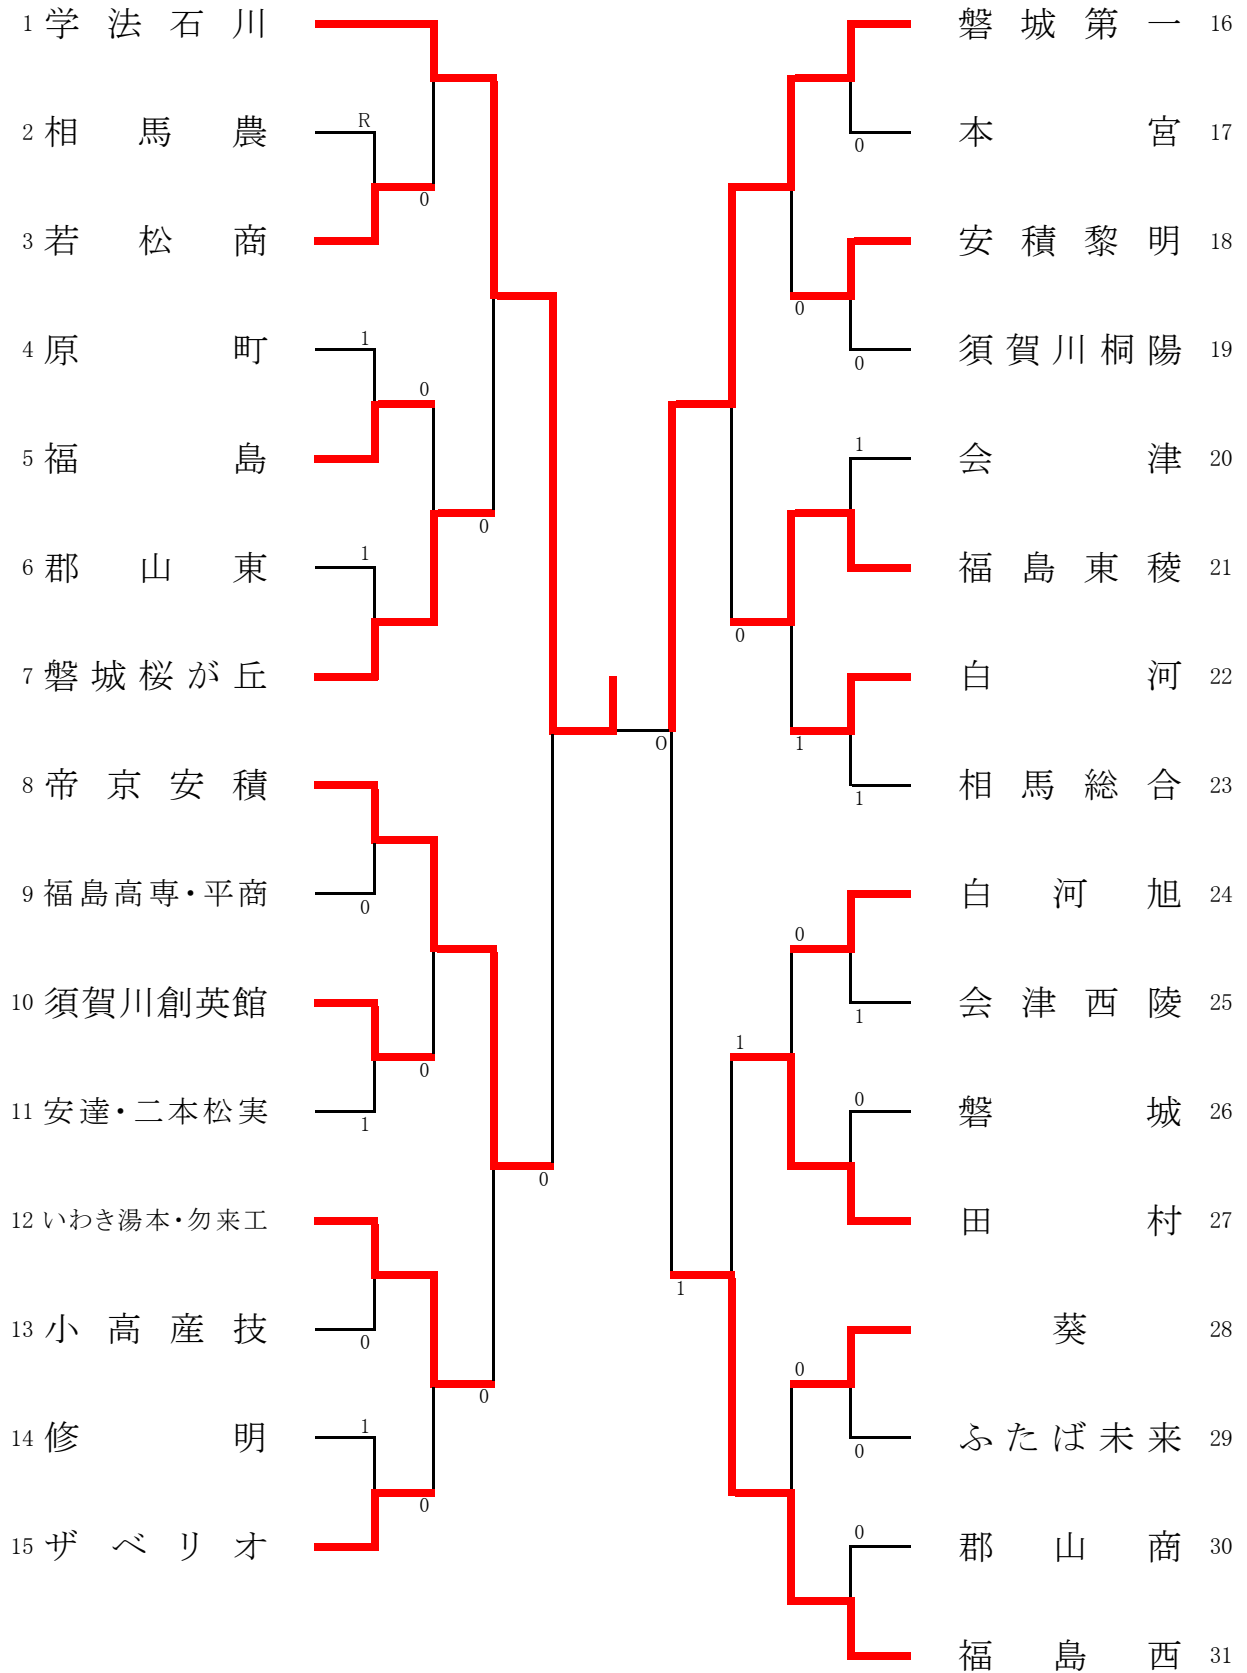 1 学法石川
2 相馬農
R
3 若松商
0
4 原町
1
5 福島
0
6 郡山東
1
0
7 磐城桜が丘
8 帝京安積
9 福島高専・平商
0
10 須賀川創英館
0
11 安達・二本松実
1
0
12 いわき湯本・勿来工
13 小高産技
0
0
14 修明
1
15 ザベリオ
0
0
磐城第一 16
本宮 17
0
安積黎明 18
0
須賀川桐陽 19
0
会津 20
1
福島東稜 21
0
白河 22
1
相馬総合 23
1
白河旭 24
0
会津西陵 25
1
1
磐城 26
0
田村 27
1
葵 28
0
ふたば未来 29
0
郡山商 30
0
福島西 31